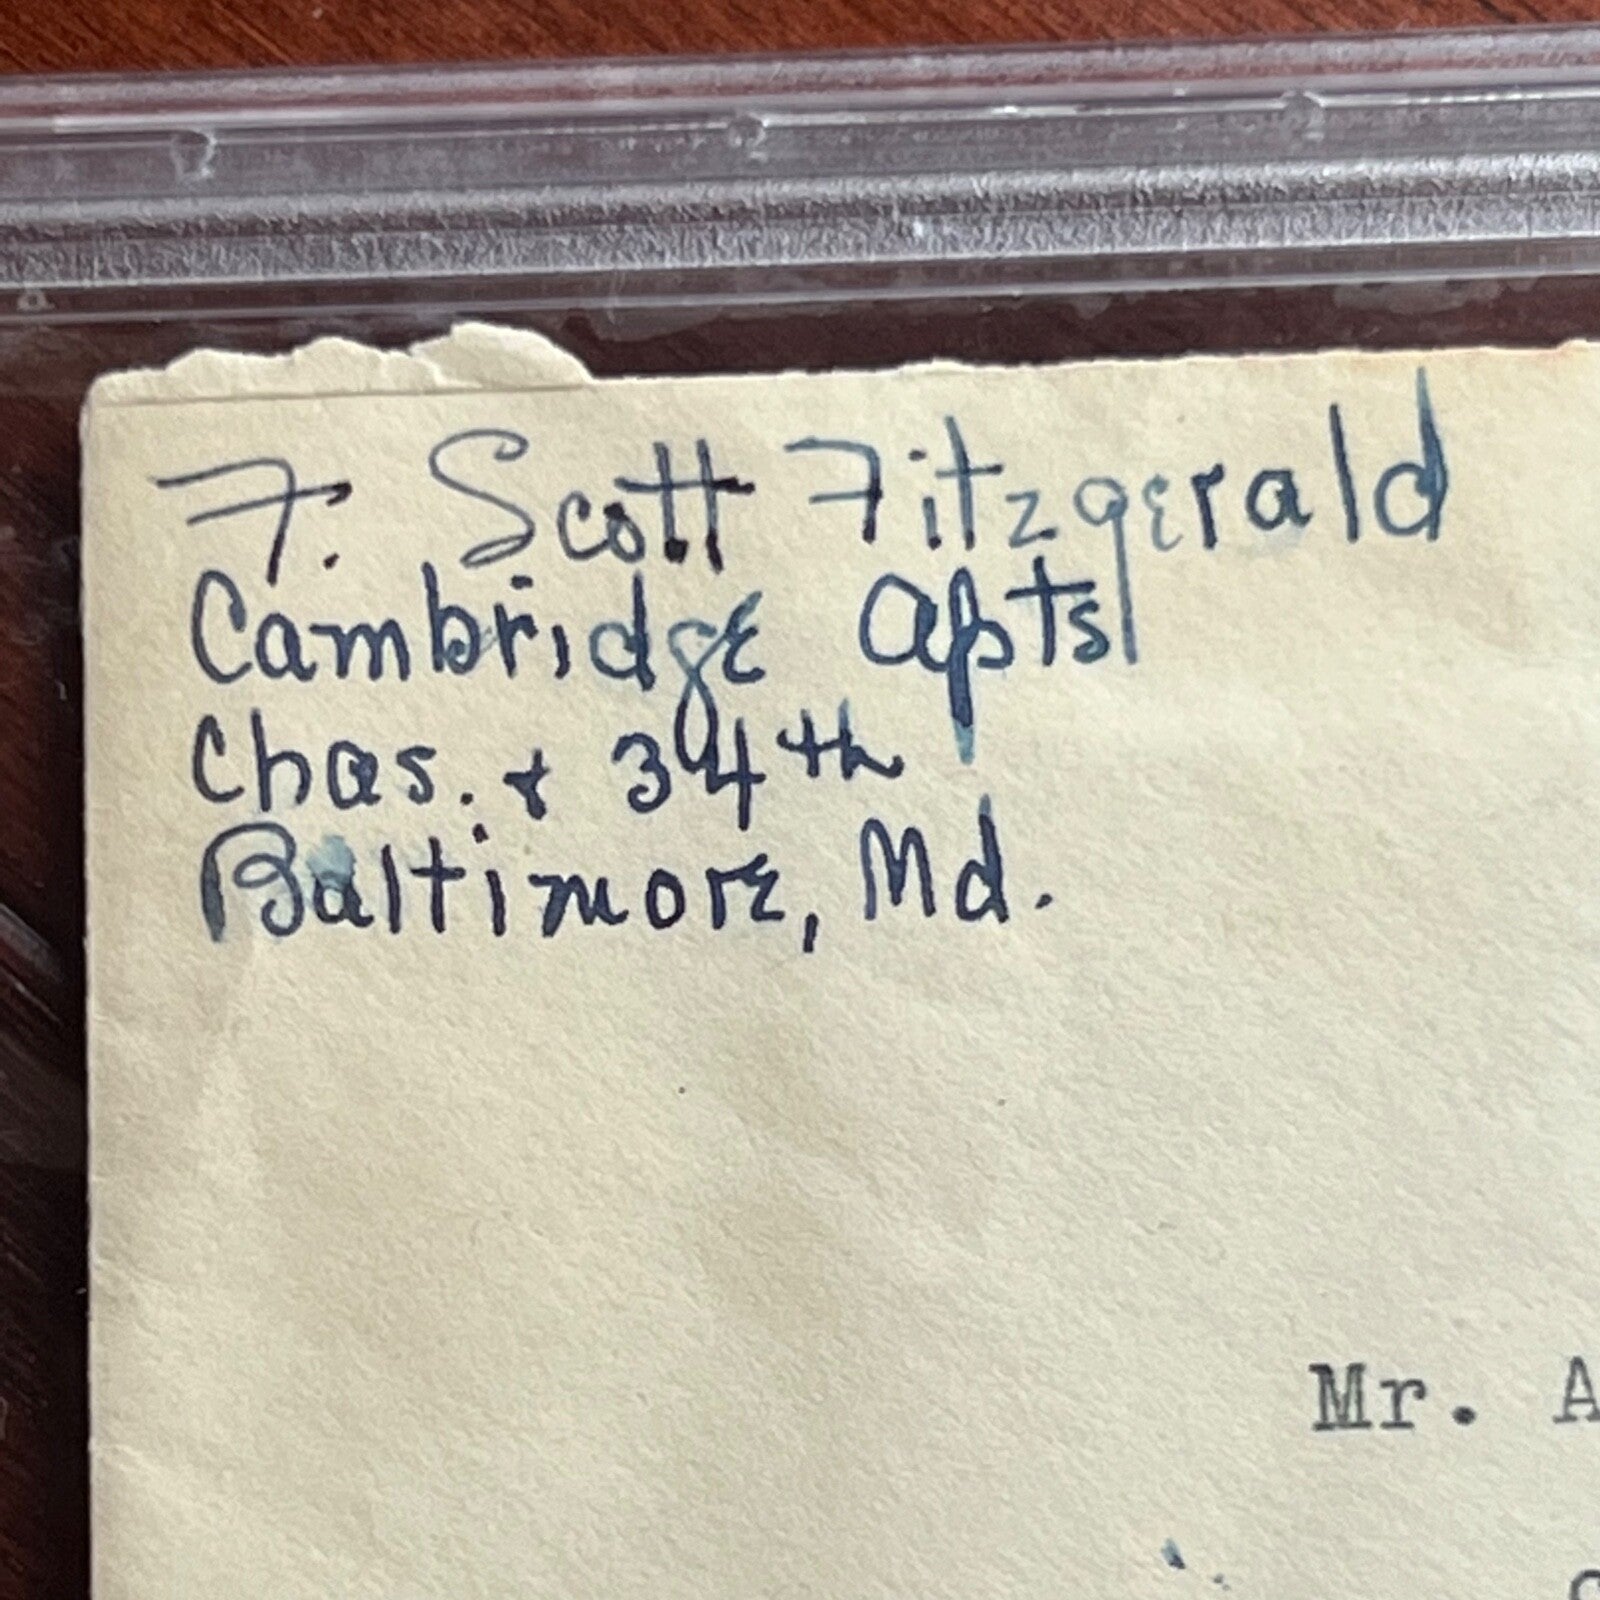 F. Scott Fitzgerald
Cambridge Apts
Chas. + 34th
Baltimore, Md.
Mr. A